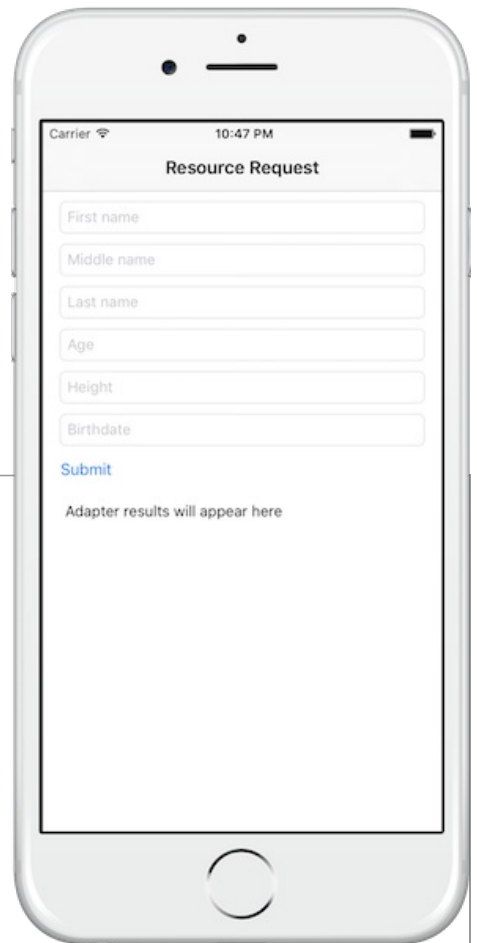 Carrier 10:47 PM
Resource Request
First name
Middle name
Last name
Age
Height
Birthdate
Submit
Adapter results will appear here